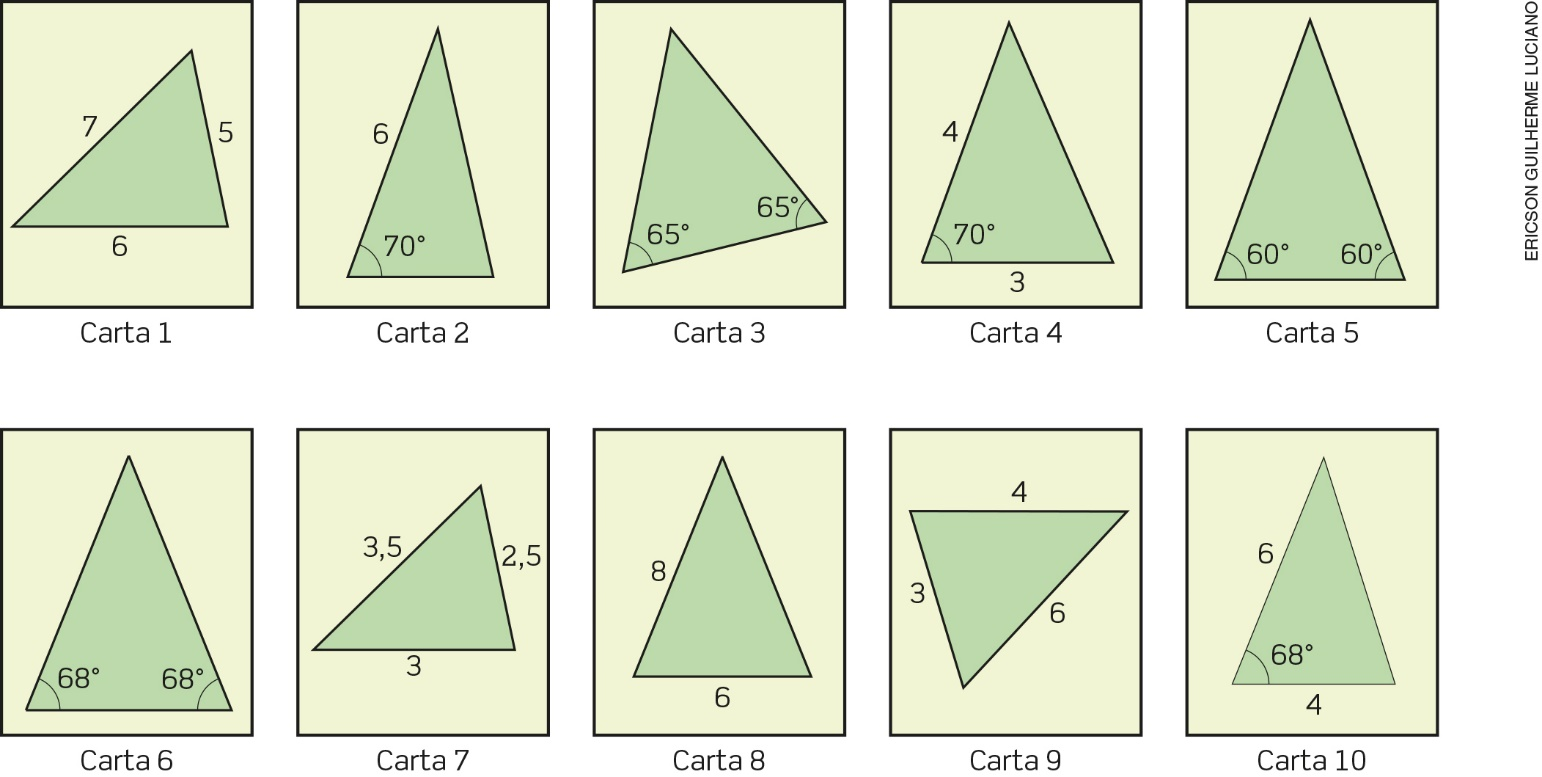 7
5
6
Carta 1
6
70°
Carta 2
65°
65°
Carta 3
4
70°
3
Carta 4
60°
60°
Carta 5
ERICSON GUILHERME LUCIANO
68°
68°
Carta 6
3,5
2,5
3
Carta 7
8
6
Carta 8
4
3
6
Carta 9
6
68°
4
Carta 10